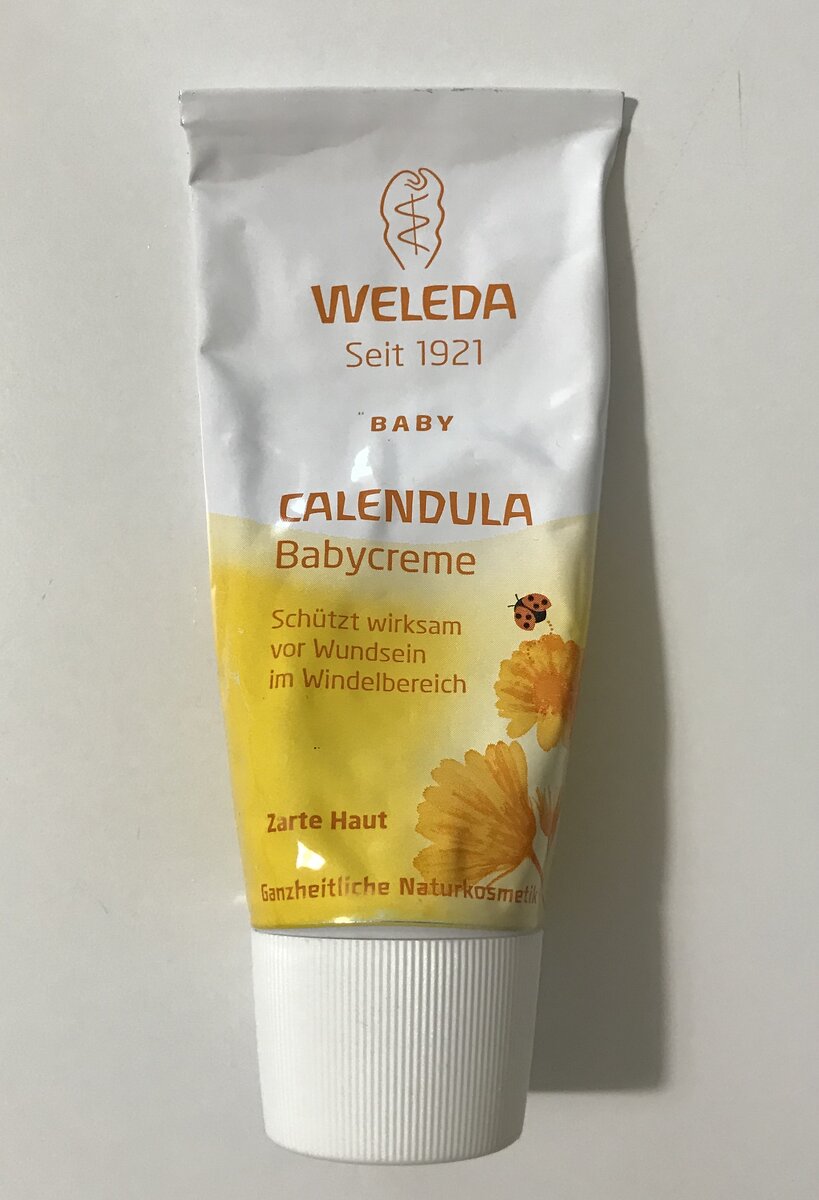 WELEDA
Seit 1921
BABY
CALENDULA
Babycreme
Schützt wirksam
vor Wundsein
im Windelbereich
Zarte Haut
Ganzheitliche Naturkosmetik